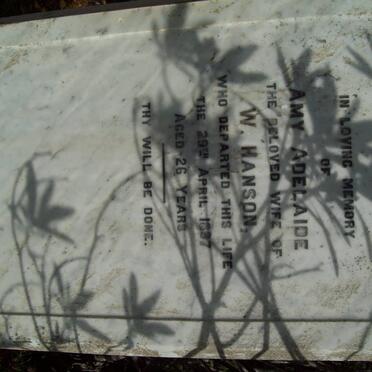 IN LOVING MEMORY
OF
AMY ADELAIDE
THE BELOVED WIFE OF
W. HANSON,
WHO DEPARTED THIS LIFE
THE 29TH APRIL 1897
AGED 26 YEARS
THY WILL BE DONE.